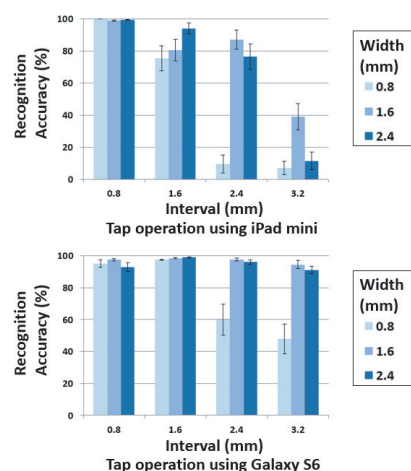 100
80
60
40
20
0
Recognition
Accuracy (%)
0.8
1.6
2.4
3.2
Interval (mm)
Tap operation using iPad mini
Width
(mm)
0.8
1.6
2.4
100
80
60
40
20
0
Recognition
Accuracy (%)
0.8
1.6
2.4
3.2
Interval (mm)
Tap operation using Galaxy S6
Width
(mm)
0.8
1.6
2.4